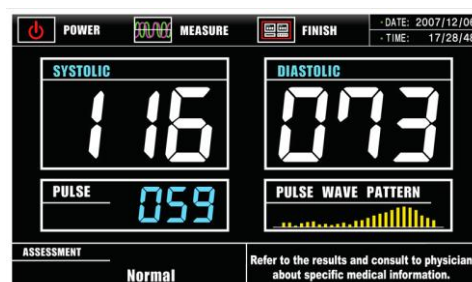 POWER
MEASURE
FINISH
·DATE: 2007/12/06
·TIME: 17/28/48
SYSTOLIC
116
DIASTOLIC
073
PULSE
059
PULSE WAVE PATTERN
ASSESSMENT
Normal
Refer to the results and consult to physician
about specific medical information.